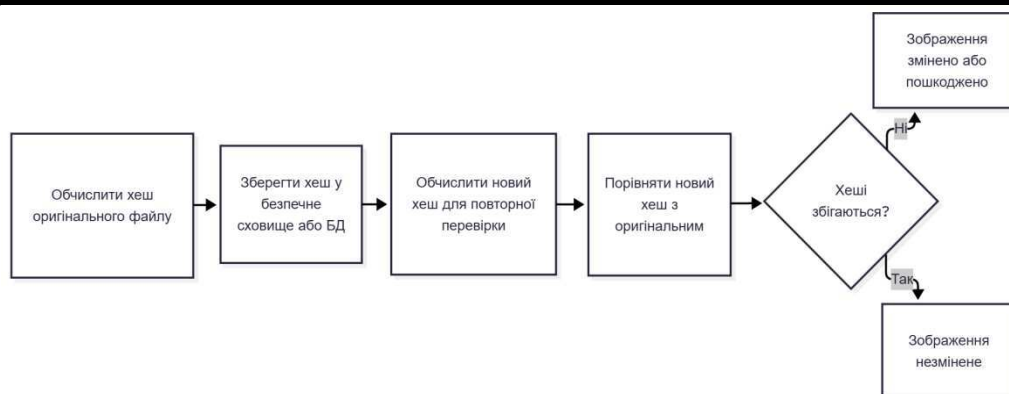 Обчислити хеш
оригінального файлу
Зберегти хеш у
безпечне
сховище або БД
Обчислити новий
хеш для повторної
перевірки
Порівняти новий
хеш з
оригінальним
Хеші
збігаються?
Ні
Зображення
змінено або
пошкоджено
Так
Зображення
незмінене